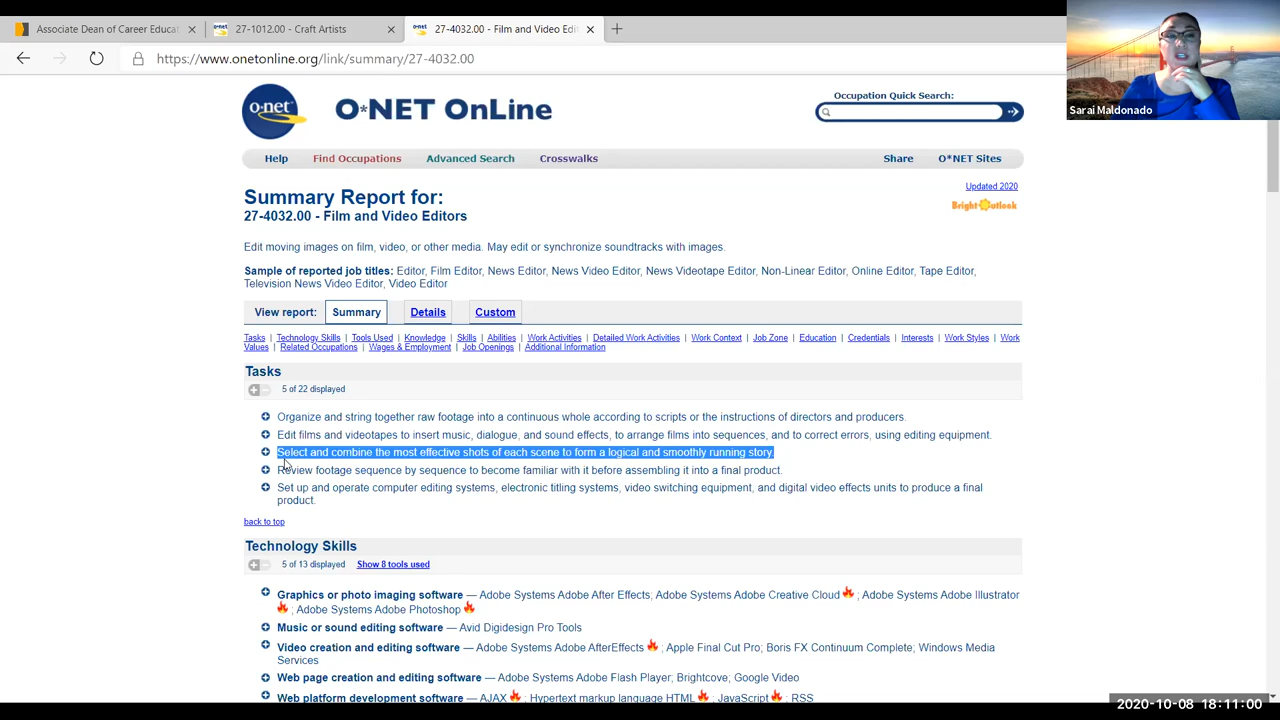 Associate Dean of Career Educat
27-1012.00 - Craft Artists
27-4032.00 - Film and Video Edit
https://www.onetonline.org/link/summary/27-4032.00
Sarai Maldonado
o·net
O*NET OnLine
Occupation Quick Search:
Help Find Occupations Advanced Search Crosswalks Share O*NET Sites
Updated 2020
Bright Outlook
Summary Report for:
27-4032.00 - Film and Video Editors
Edit moving images on film, video, or other media. May edit or synchronize soundtracks with images.
Sample of reported job titles: Editor, Film Editor, News Editor, News Video Editor, News Videotape Editor, Non-Linear Editor, Online Editor, Tape Editor,
Television News Video Editor, Video Editor
View report: Summary Details Custom
Tasks | Technology Skills | Tools Used | Knowledge | Skills | Abilities | Work Activities | Detailed Work Activities | Work Context | Job Zone | Education | Credentials | Interests | Work Styles | Work
Values | Related Occupations | Wages & Employment | Job Openings | Additional Information
Tasks
5 of 22 displayed
Organize and string together raw footage into a continuous whole according to scripts or the instructions of directors and producers.
Edit films and videotapes to insert music, dialogue, and sound effects, to arrange films into sequences, and to correct errors, using editing equipment.
Select and combine the most effective shots of each scene to form a logical and smoothly running story.
Review footage sequence by sequence to become familiar with it before assembling it into a final product.
Set up and operate computer editing systems, electronic titling systems, video switching equipment, and digital video effects units to produce a final
product.
back to top
Technology Skills
5 of 13 displayed Show 8 tools used
Graphics or photo imaging software — Adobe Systems Adobe After Effects; Adobe Systems Adobe Creative Cloud ; Adobe Systems Adobe Illustrator
; Adobe Systems Adobe Photoshop
Music or sound editing software — Avid Digidesign Pro Tools
Video creation and editing software — Adobe Systems Adobe AfterEffects ; Apple Final Cut Pro; Boris FX Continuum Complete; Windows Media
Services
Web page creation and editing software — Adobe Systems Adobe Flash Player; Brightcove; Google Video
Web platform development software — AJAX ; Hypertext markup language HTML ; JavaScript ; RSS
2020-10-08 18:11:00